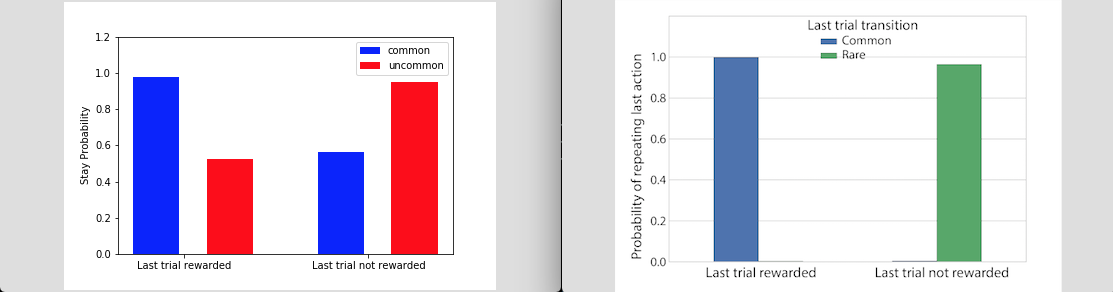 1.2
1.0
0.8
0.6
0.4
0.2
0.0
Stay Probability
common
uncommon
Last trial rewarded
Last trial not rewarded
Last trial transition
Common
Rare
1.0
0.8
0.6
0.4
0.2
0.0
Probability of repeating last action
Last trial rewarded
Last trial not rewarded